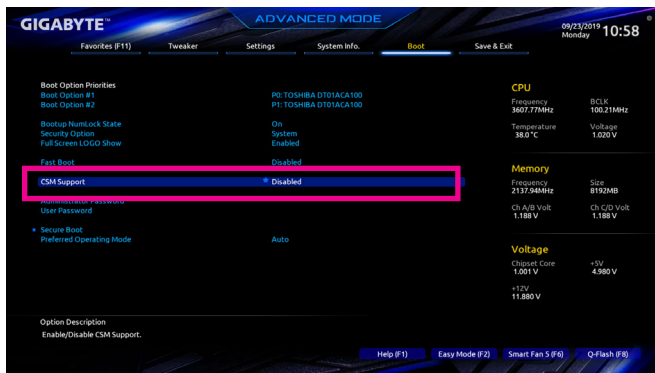 GIGABYTE™
ADVANCED MODE
09/23/2019 Monday 10:58
Favorites (F11) Tweaker Settings System Info. Boot Save & Exit
Boot Option Priorities
Boot Option #1 P0: TOSHIBA DT01ACA100
Boot Option #2 P1: TOSHIBA DT01ACA100
Bootup NumLock State On
Security Option System
Full Screen LOGO Show Enabled
Fast Boot Disabled
CSM Support Disabled
Administrator Password
User Password
Secure Boot
Preferred Operating Mode Auto
CPU
Frequency BCLK
3607.77MHz 100.21MHz
Temperature Voltage
38.0 °C 1.020 V
Memory
Frequency Size
2137.94MHz 8192MB
Ch A/B Volt Ch C/D Volt
1.188 V 1.188 V
Voltage
Chipset Core +5V
1.001 V 4.980 V
+12V
11.880 V
Option Description
Enable/Disable CSM Support.
Help (F1) Easy Mode (F2) Smart Fan 5 (F6) Q-Flash (F8)